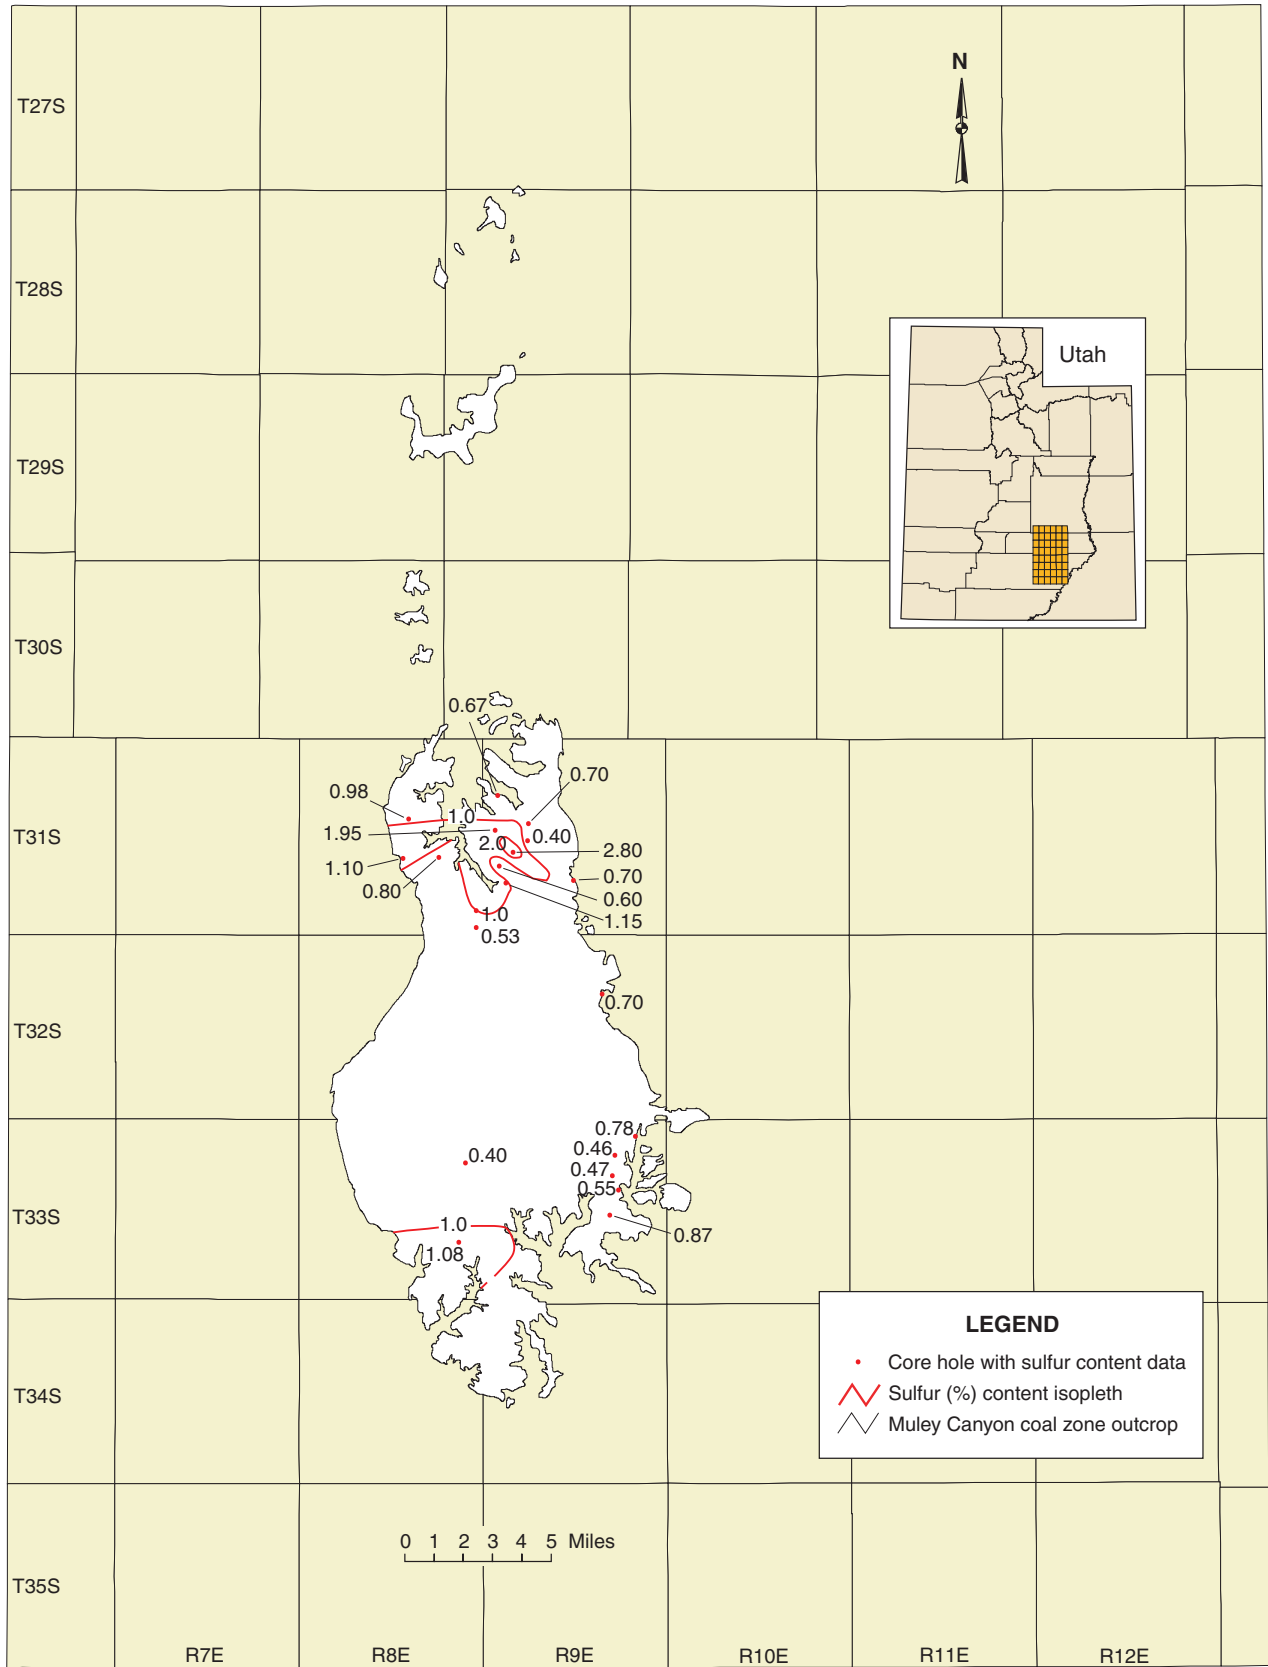 N
T27S
T28S
Utah
T29S
T30S
0.67
0.70
0.98
1.0
T31S
1.95
0.40
2.0
2.80
1.10
0.70
0.80
0.60
1.15
1.0
0.53
0.70
T32S
0.78
0.46
0.40
0.47
0.55
T33S
1.0
0.87
1.08
LEGEND
Core hole with sulfur content data
Sulfur (%) content isopleth
Muley Canyon coal zone outcrop
T34S
0 1 2 3 4 5 Miles
T35S
R7E R8E R9E R10E R11E R12E